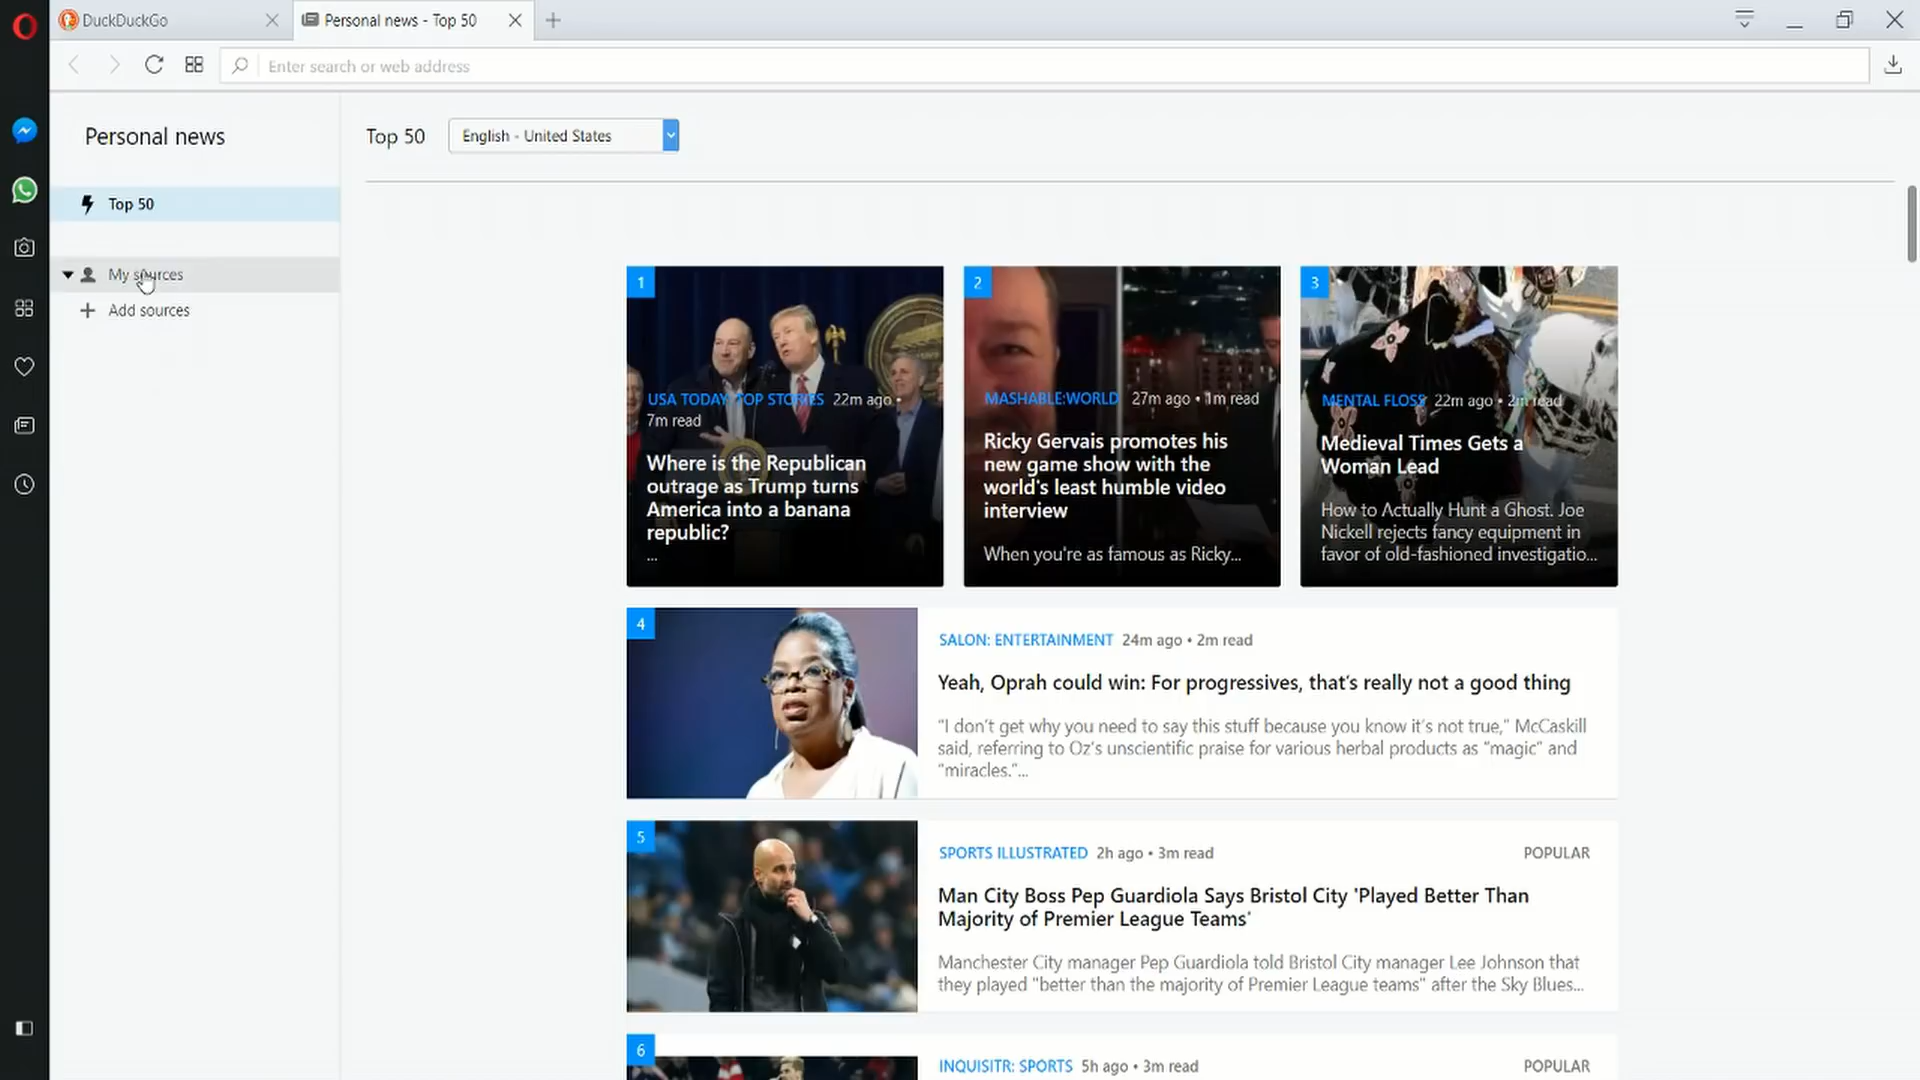 DuckDuckGo
Personal news - Top 50
Enter search or web address
Personal news
Top 50
My sources
Add sources
Top 50
English - United States
1
USA TODAY: TOP STORIES 22m ago •
7m read
Where is the Republican
outrage as Trump turns
America into a banana
republic?
...
2
MASHABLE:WORLD 27m ago • 1m read
Ricky Gervais promotes his
new game show with the
world's least humble video
interview
When you're as famous as Ricky...
3
MENTAL FLOSS 22m ago • 2m read
Medieval Times Gets a
Woman Lead
How to Actually Hunt a Ghost. Joe
Nickell rejects fancy equipment in
favor of old-fashioned investigatio...
4
SALON: ENTERTAINMENT 24m ago • 2m read
Yeah, Oprah could win: For progressives, that's really not a good thing
"I don't get why you need to say this stuff because you know it's not true," McCaskill
said, referring to Oz's unscientific praise for various herbal products as "magic" and
"miracles."...
5
SPORTS ILLUSTRATED 2h ago • 3m read POPULAR
Man City Boss Pep Guardiola Says Bristol City 'Played Better Than
Majority of Premier League Teams'
Manchester City manager Pep Guardiola told Bristol City manager Lee Johnson that
they played "better than the majority of Premier League teams" after the Sky Blues...
6
INQUISITR: SPORTS 5h ago • 3m read POPULAR